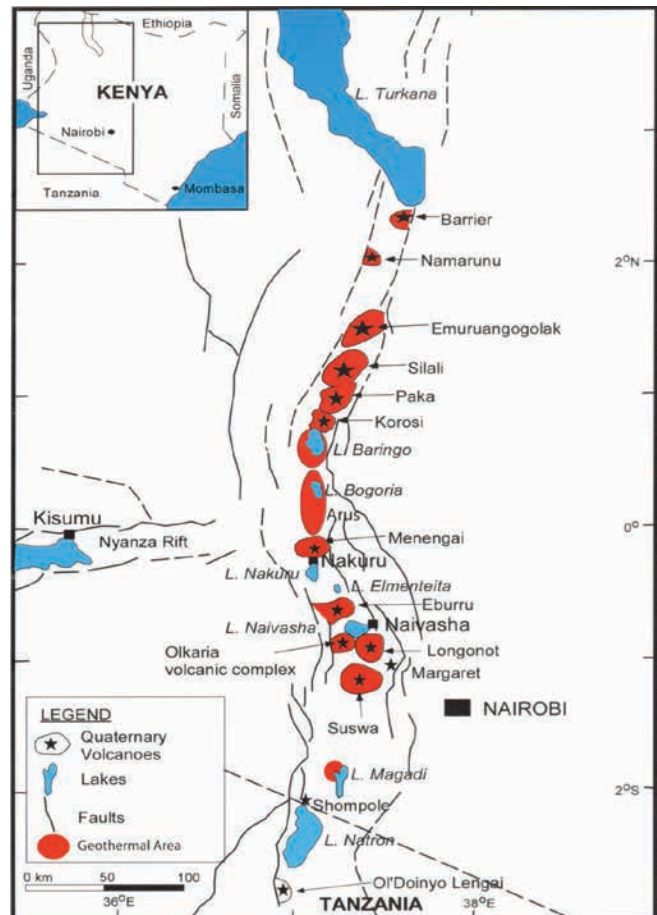 Ethiopia
Uganda
KENYA
Somalia
Nairobi
Tanzania
Mombasa
L. Turkana
Barrier
Namarunu
2°N
Emuruangogolak
Silali
Paka
Korosi
L. Baringo
L. Bogoria
Arus
Kisumu
0°
Nyanza Rift
Menengai
Nakuru
L. Nakuru
L. Elmenteita
Eburru
L. Naivasha
Naivasha
Olkaria
volcanic complex
Longonot
Margaret
NAIROBI
Suswa
LEGEND
Quaternary
Volcanoes
Lakes
Faults
Geothermal Area
L. Magadi
2°S
Shompole
L. Natron
0 km 50 100
Ol'Doinyo Lengai
36°E
TANZANIA
38°E